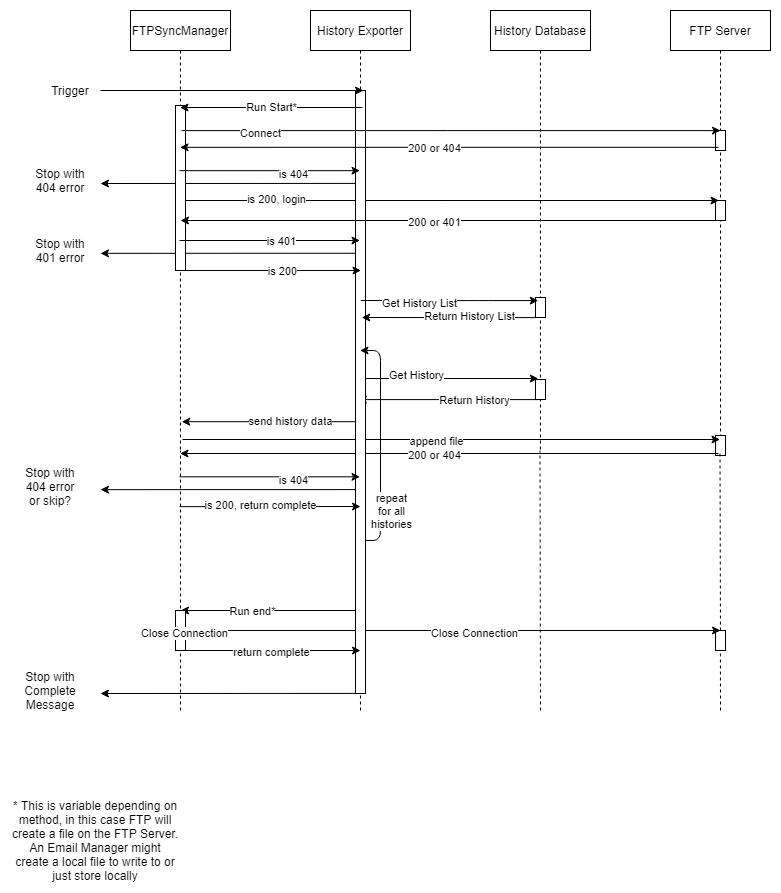 FTPSyncManager
History Exporter
History Database
FTP Server
Trigger
Run Start*
Connect
200 or 404
is 404
Stop with
404 error
is 200, login
200 or 401
is 401
Stop with
401 error
is 200
Get History List
Return History List
Get History
Return History
send history data
append file
200 or 404
is 404
Stop with
404 error
or skip?
is 200, return complete
repeat
for all
histories
Run end*
Close Connection
Close Connection
return complete
Stop with
Complete
Message
* This is variable depending on
method, in this case FTP will
create a file on the FTP Server.
An Email Manager might
create a local file to write to or
just store locally